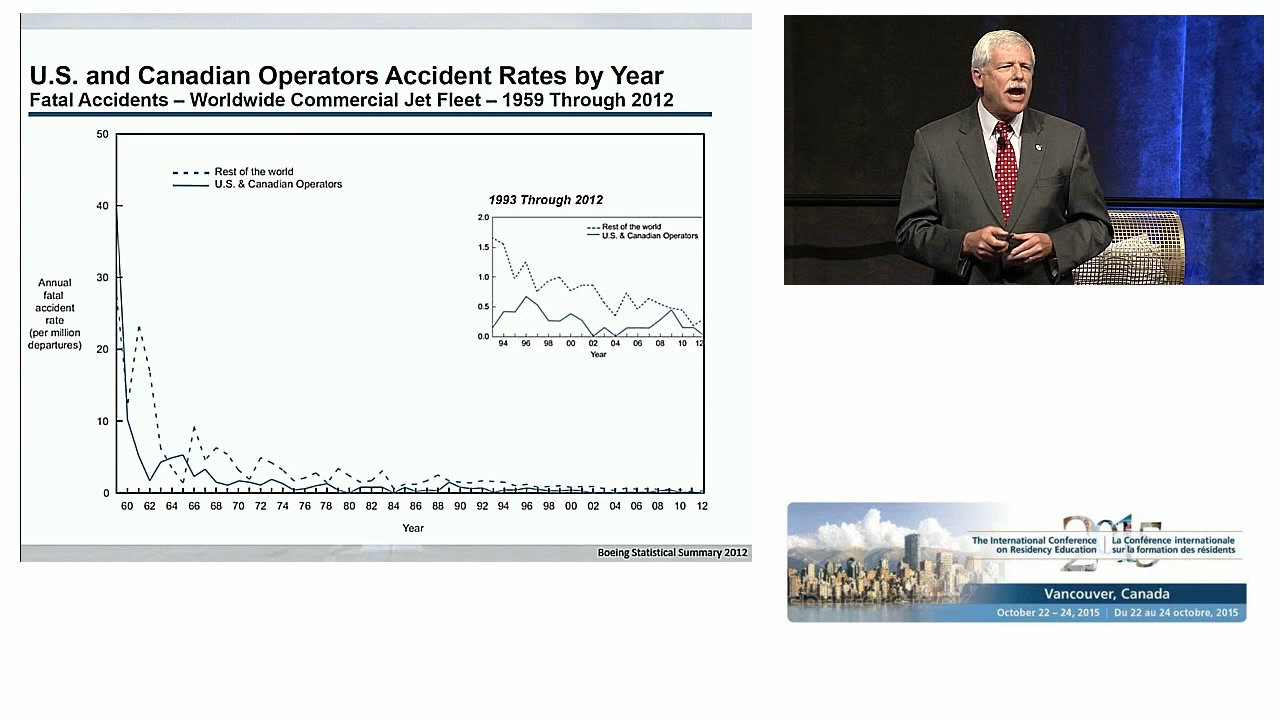 U.S. and Canadian Operators Accident Rates by Year
Fatal Accidents – Worldwide Commercial Jet Fleet – 1959 Through 2012
50
Rest of the world
U.S. & Canadian Operators
40
30
20
10
0
Annual
fatal
accident
rate
(per million
departures)
1993 Through 2012
2.0
Rest of the world
U.S. & Canadian Operators
1.5
1.0
0.5
0.0
94 96 98 00 02 04 06 08 10 12
Year
60 62 64 66 68 70 72 74 76 78 80 82 84 86 88 90 92 94 96 98 00 02 04 06 08 10 12
Year
Boeing Statistical Summary 2012
2015
The International Conference
on Residency Education
La Conférence internationale
sur la formation des résidents
Vancouver, Canada
October 22 – 24, 2015 | Du 22 au 24 octobre, 2015